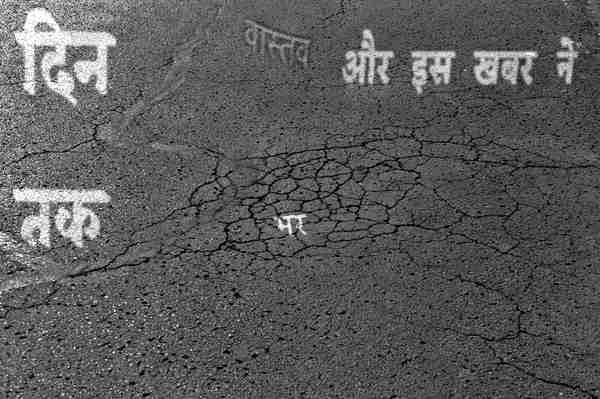 दिन
वास्तव
और इस खबर ने
तक
भर